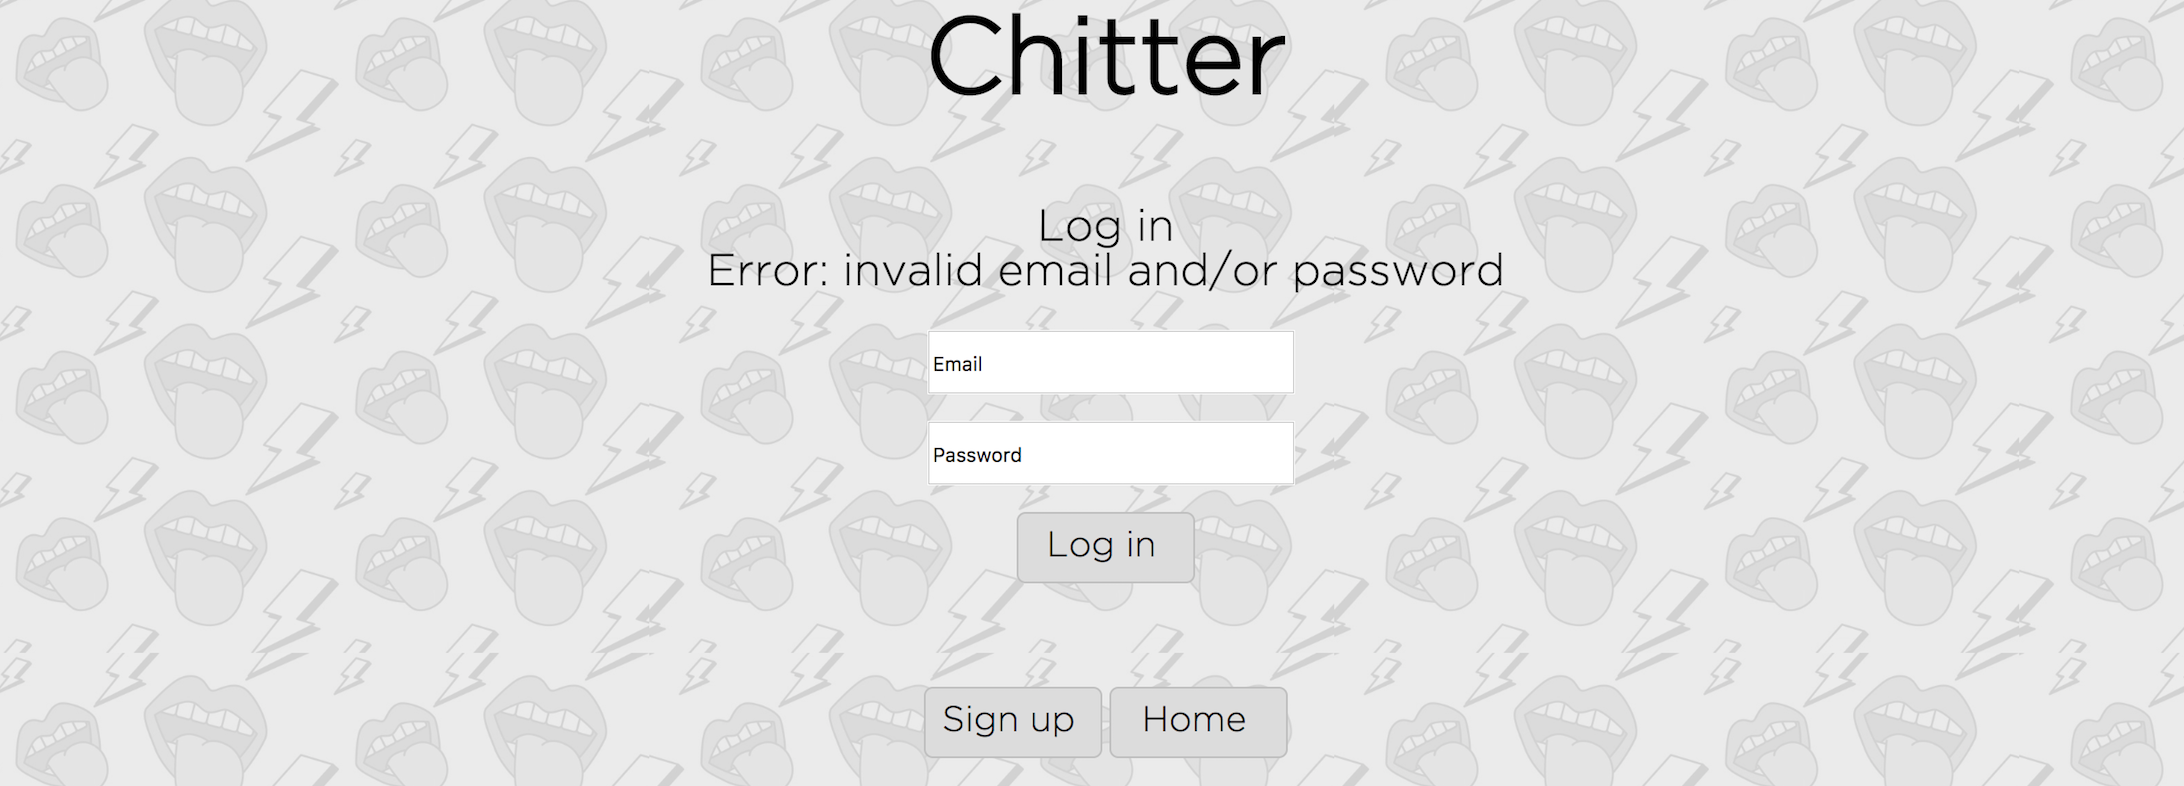 Chitter
Log in
Error: invalid email and/or password
Email
Password
Log in
Sign up Home